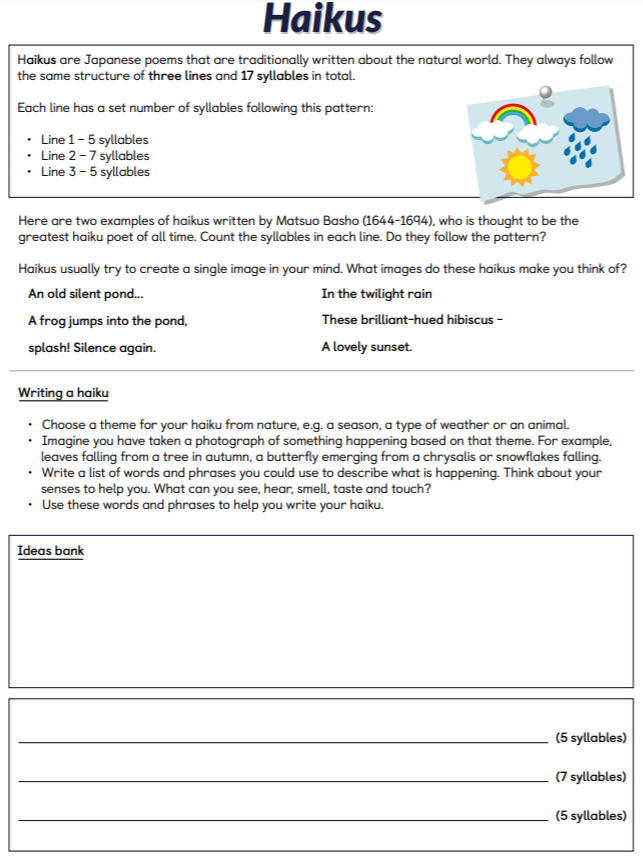 Haikus
Haikus are Japanese poems that are traditionally written about the natural world. They always follow
the same structure of three lines and 17 syllables in total.
Each line has a set number of syllables following this pattern:
• Line 1 – 5 syllables
• Line 2 – 7 syllables
• Line 3 – 5 syllables
Here are two examples of haikus written by Matsuo Basho (1644-1694), who is thought to be the
greatest haiku poet of all time. Count the syllables in each line. Do they follow the pattern?
Haikus usually try to create a single image in your mind. What images do these haikus make you think of?
An old silent pond...
A frog jumps into the pond,
splash! Silence again.
In the twilight rain
These brilliant-hued hibiscus –
A lovely sunset.
Writing a haiku
• Choose a theme for your haiku from nature, e.g. a season, a type of weather or an animal.
• Imagine you have taken a photograph of something happening based on that theme. For example,
leaves falling from a tree in autumn, a butterfly emerging from a chrysalis or snowflakes falling.
• Write a list of words and phrases you could use to describe what is happening. Think about your
senses to help you. What can you see, hear, smell, taste and touch?
• Use these words and phrases to help you write your haiku.
Ideas bank
(5 syllables)
(7 syllables)
(5 syllables)